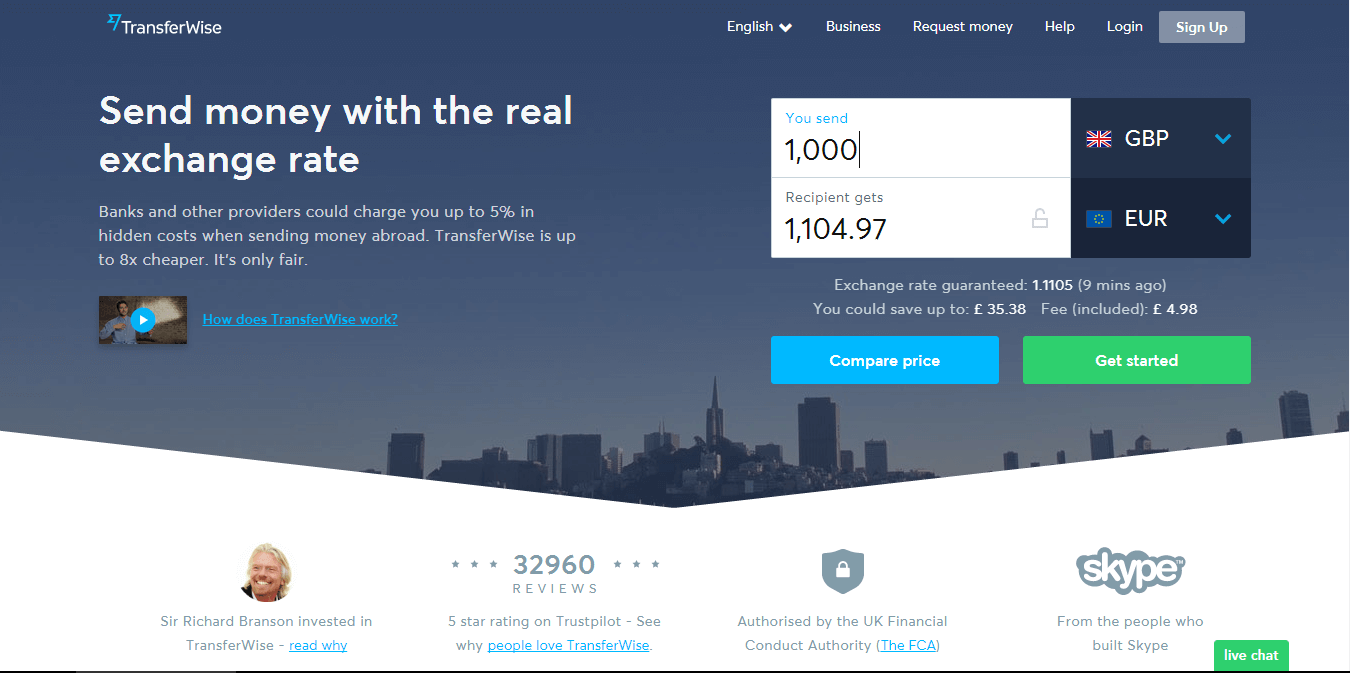 TransferWise
English
Business
Request money
Help
Login
Sign Up
Send money with the real
exchange rate
Banks and other providers could charge you up to 5% in
hidden costs when sending money abroad. TransferWise is up
to 8x cheaper. It's only fair.
How does TransferWise work?
You send
1,000
GBP
Recipient gets
1,104.97
EUR
Exchange rate guaranteed: 1.1105 (9 mins ago)
You could save up to: £ 35.38 Fee (included): £ 4.98
Compare price
Get started
Sir Richard Branson invested in
TransferWise - read why
32960
REVIEWS
5 star rating on Trustpilot - See
why people love TransferWise.
Authorised by the UK Financial
Conduct Authority (The FCA)
skype™
From the people who
built Skype
live chat